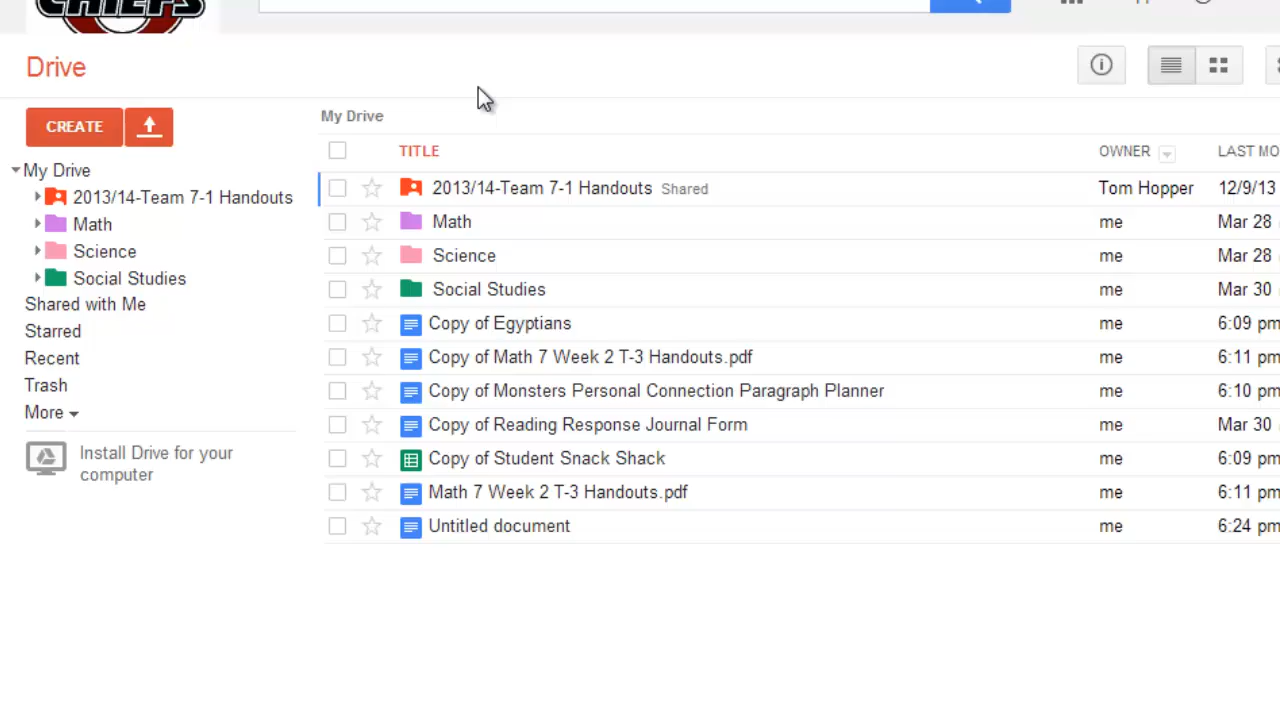 CHIEFS
Drive
CREATE
My Drive
2013/14-Team 7-1 Handouts
Math
Science
Social Studies
Shared with Me
Starred
Recent
Trash
More
Install Drive for your
computer
My Drive
TITLE OWNER LAST MO
2013/14-Team 7-1 Handouts Shared Tom Hopper 12/9/13
Math me Mar 28
Science me Mar 28
Social Studies me Mar 30
Copy of Egyptians me 6:09 pm
Copy of Math 7 Week 2 T-3 Handouts.pdf me 6:11 pm
Copy of Monsters Personal Connection Paragraph Planner me 6:10 pm
Copy of Reading Response Journal Form me Mar 30
Copy of Student Snack Shack me 6:09 pm
Math 7 Week 2 T-3 Handouts.pdf me 6:11 pm
Untitled document me 6:24 pm